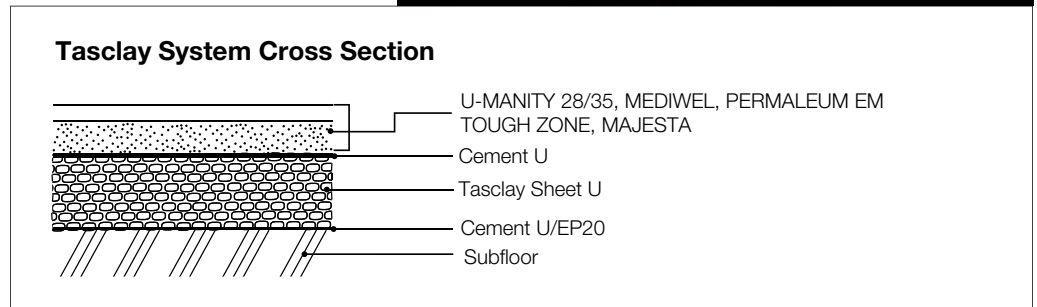 Tasclay System Cross Section
U-MANITY 28/35, MEDIWEL, PERMALEUM EM
TOUGH ZONE, MAJESTA
Cement U
Tasclay Sheet U
Cement U/EP20
Subfloor